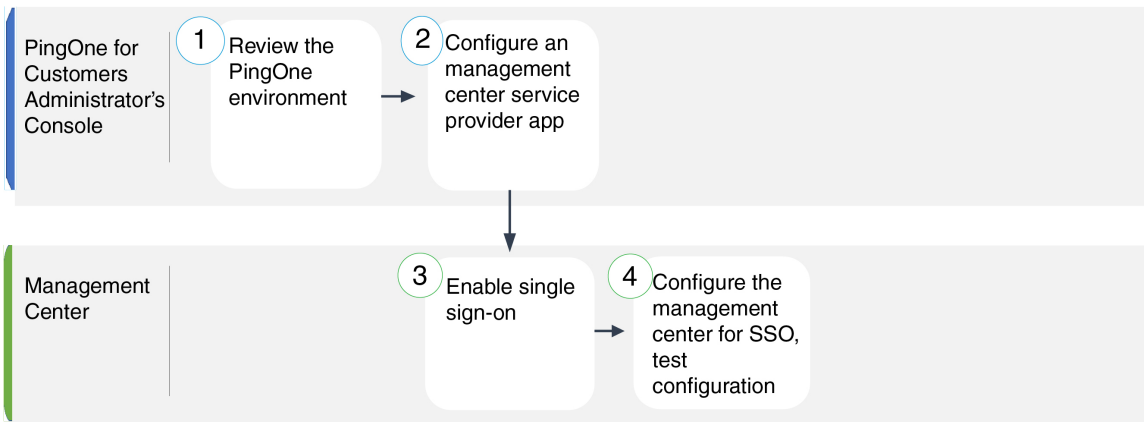 PingOne for
Customers
Administrator's
Console
1
Review the
PingOne
environment
2
Configure an
management
center service
provider app
Management
Center
3
Enable single
sign-on
4
Configure the
management
center for SSO,
test
configuration